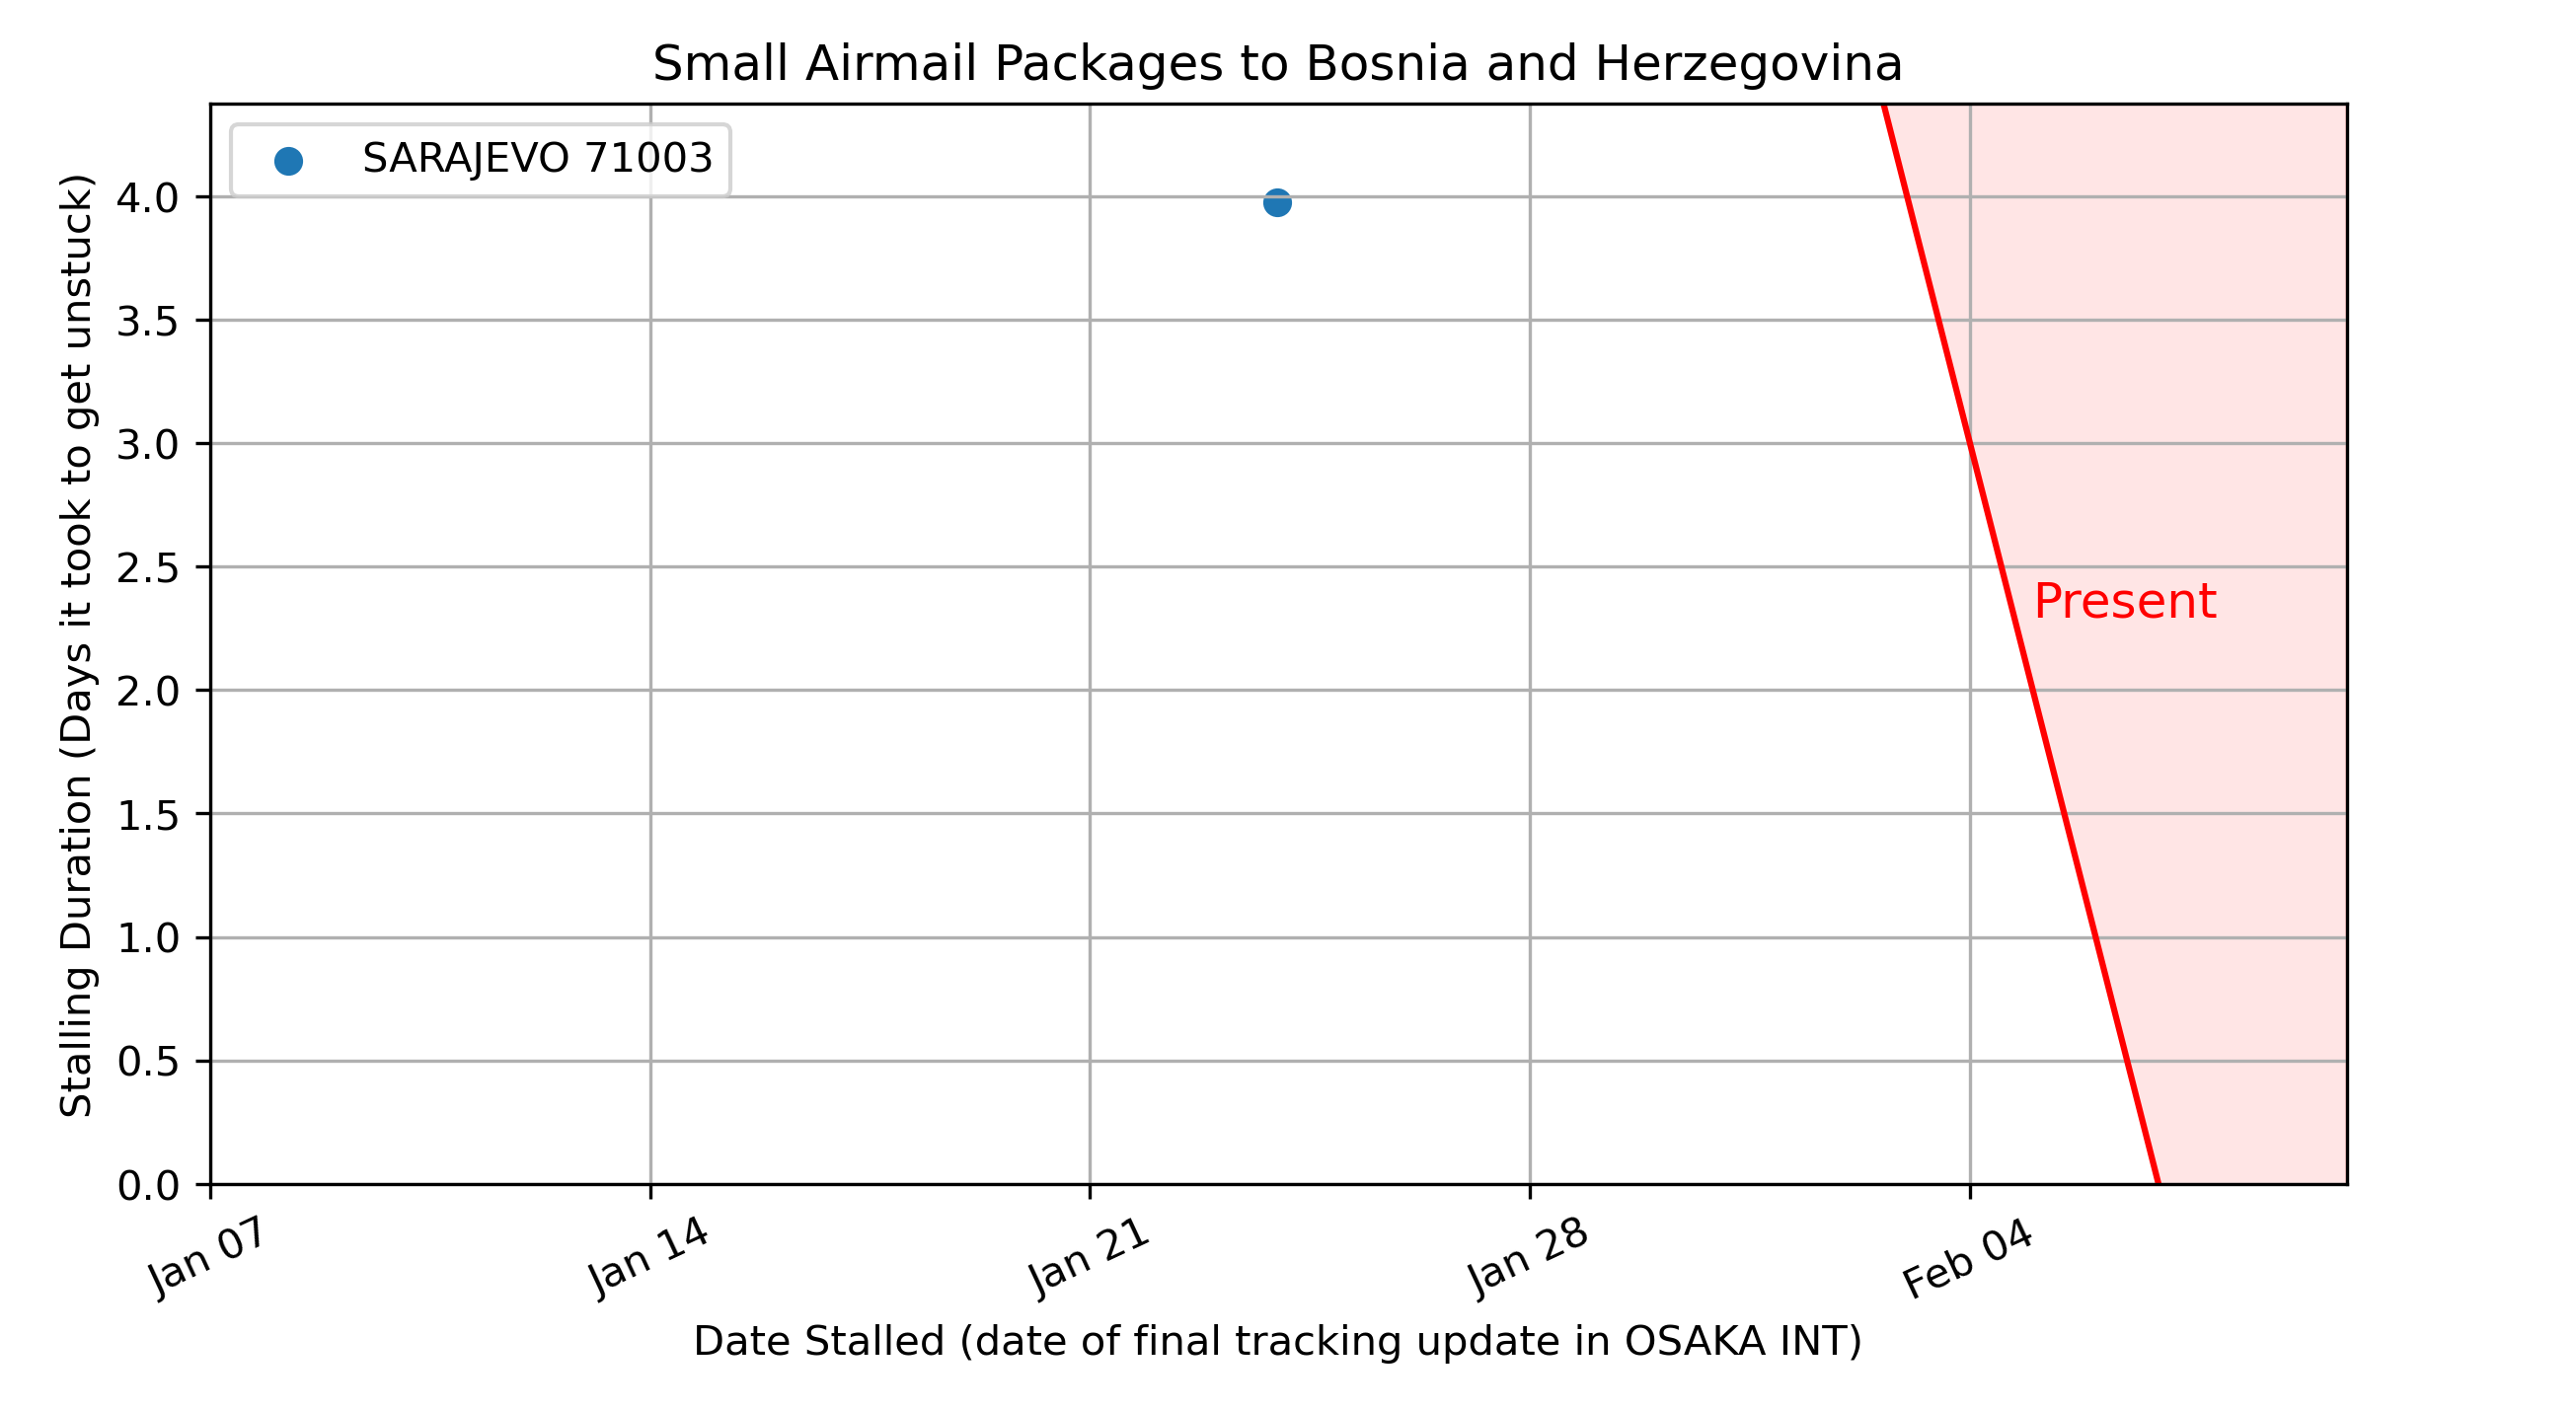 Small Airmail Packages to Bosnia and Herzegovina
SARAJEVO 71003
Stalling Duration (Days it took to get unstuck)
4.0
3.5
3.0
2.5
2.0
1.5
1.0
0.5
0.0
Present
Jan 07
Jan 14
Jan 21
Jan 28
Feb 04
Date Stalled (date of final tracking update in OSAKA INT)